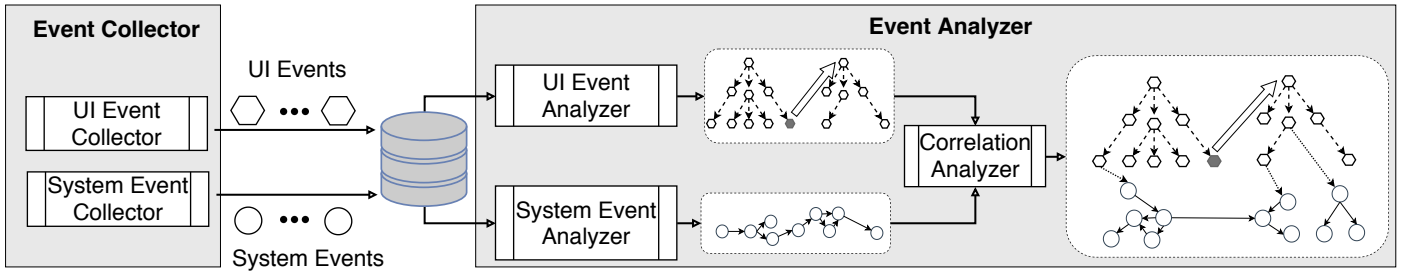 Event Collector
UI Event
Collector
System Event
Collector
UI Events
System Events
Event Analyzer
UI Event
Analyzer
System Event
Analyzer
Correlation
Analyzer